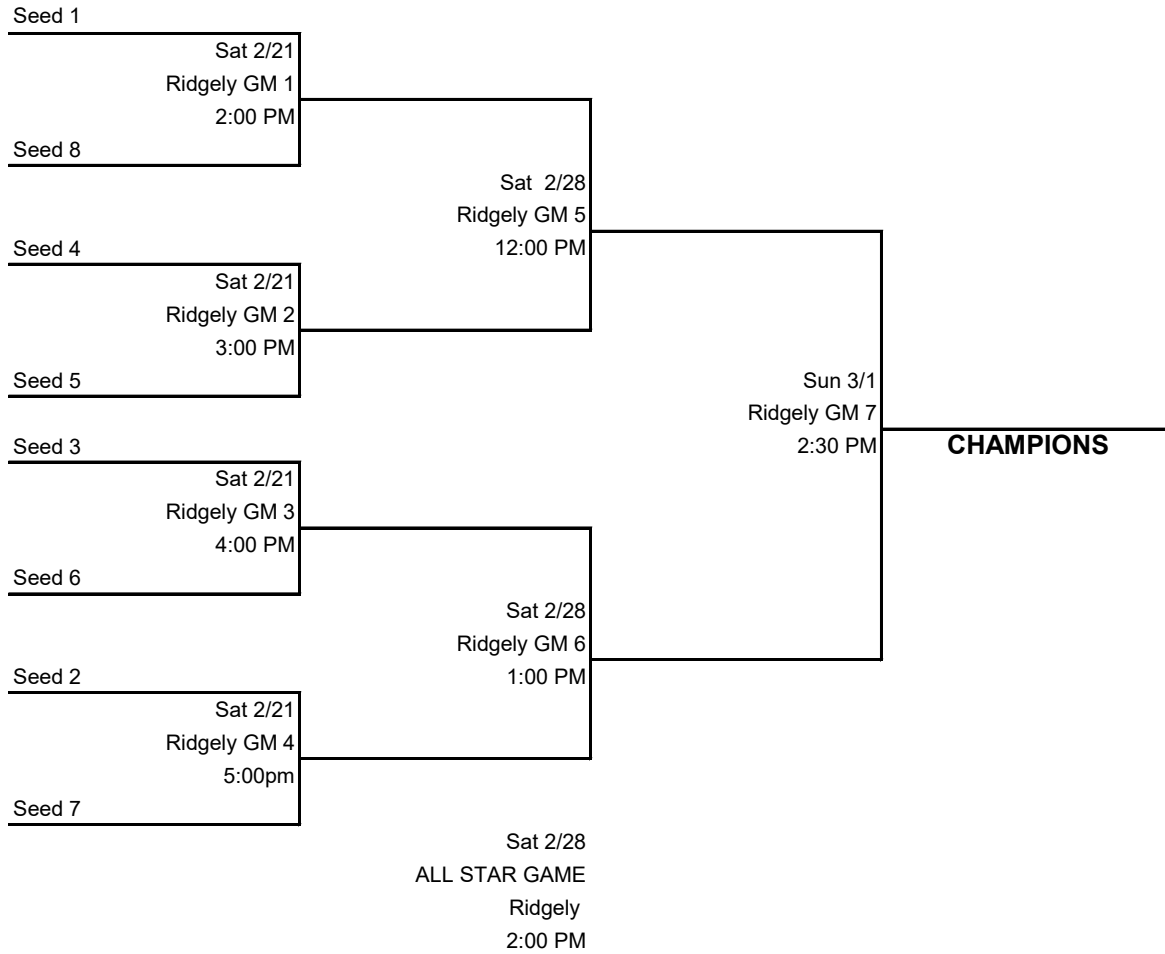 Seed 1
Sat 2/21
Ridgely GM 1
2:00 PM
Seed 8
Sat  2/28
Ridgely GM 5
12:00 PM
Seed 4
Sat 2/21
Ridgely GM 2
3:00 PM
Seed 5
Sun 3/1
Ridgely GM 7
2:30 PM
CHAMPIONS
Seed 3
Sat 2/21
Ridgely GM 3
4:00 PM
Seed 6
Sat 2/28
Ridgely GM 6
1:00 PM
Seed 2
Sat 2/21
Ridgely GM 4
5:00pm
Seed 7
Sat 2/28
ALL STAR GAME
Ridgely
2:00 PM